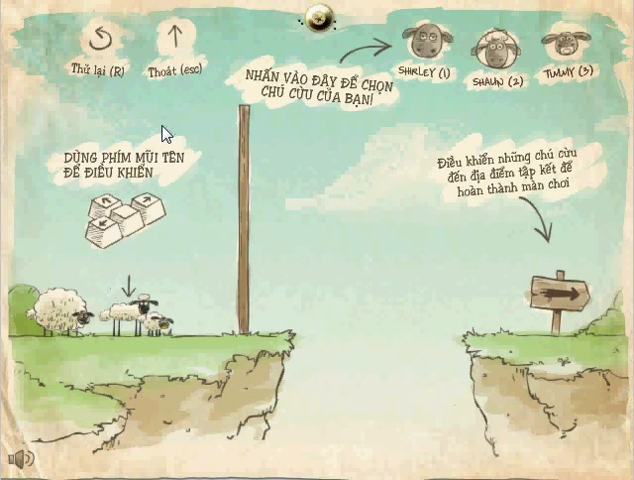 Thử lại (R)
Thoát (esc)
NHẤN VÀO ĐÂY ĐỂ CHỌN
CHÚ CỪU CỦA BẠN!
SHIRLEY (1)
SHAUN (2)
TIMMY (3)
DÙNG PHÍM MŨI TÊN
ĐỂ ĐIỀU KHIỂN
Điều khiển những chú cừu
đến địa điểm tập kết để
hoàn thành màn chơi